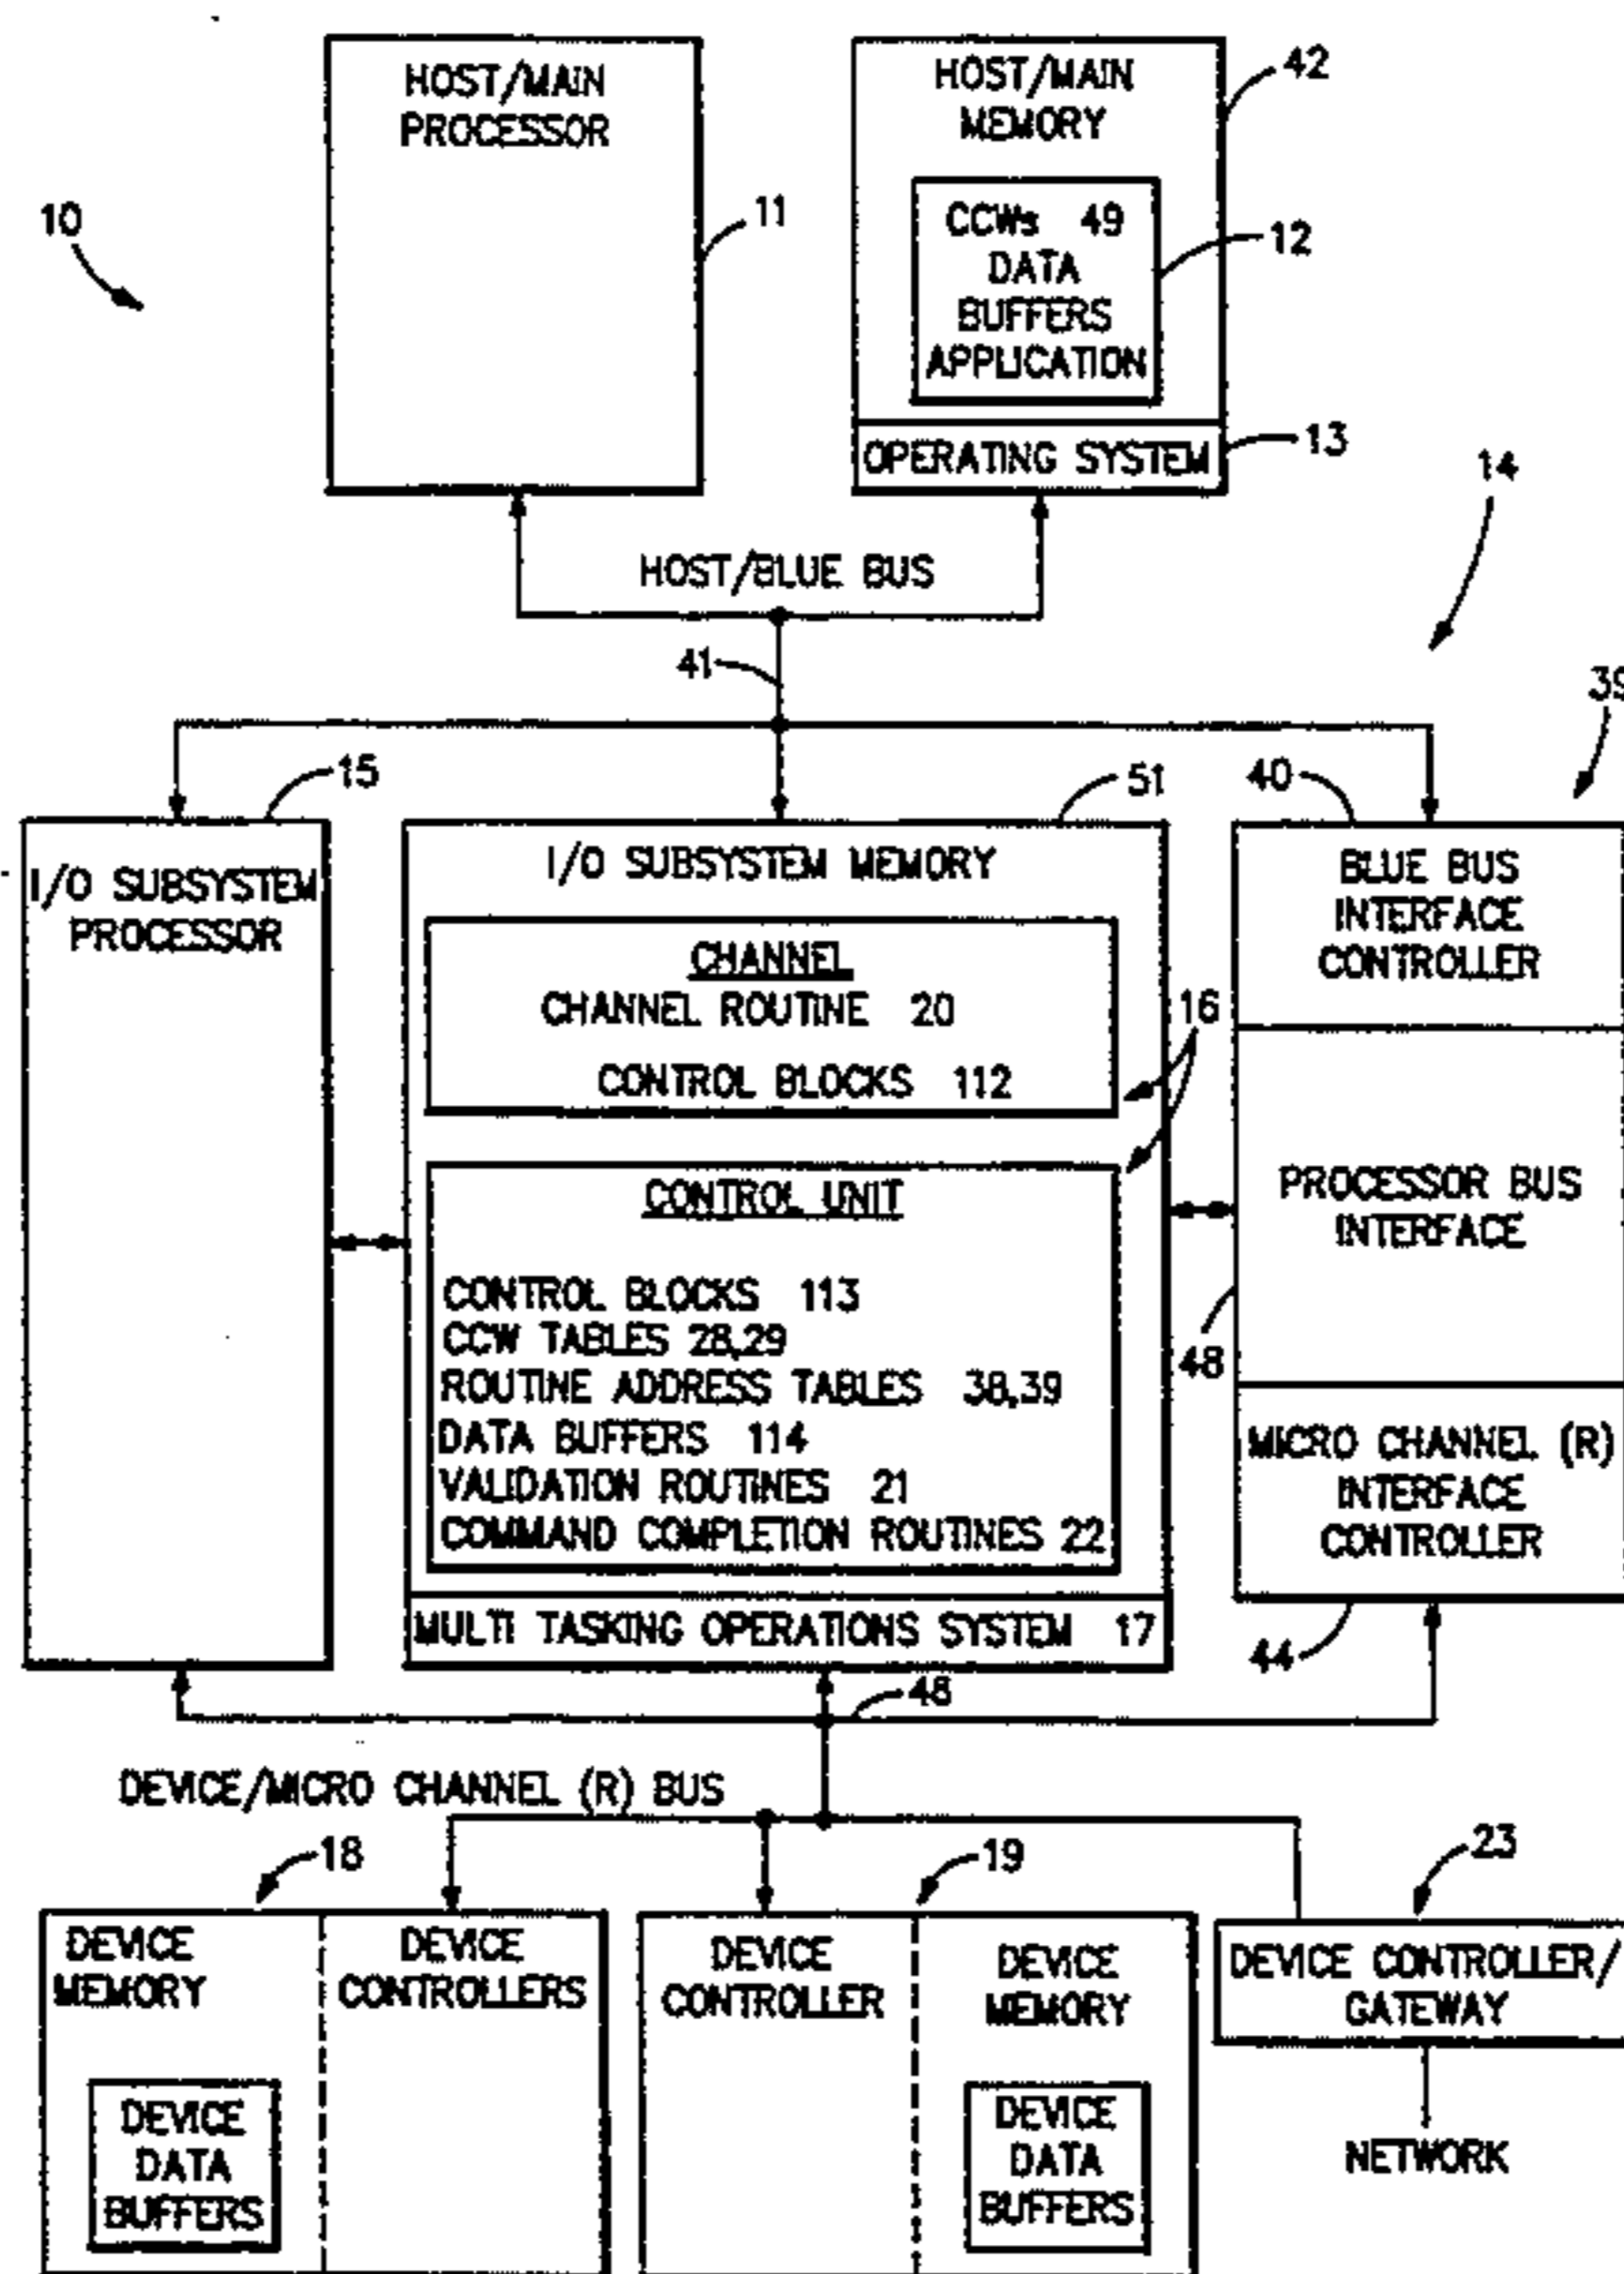 HOST/MAIN
PROCESSOR
HOST/MAIN
MEMORY
42
10
11
CCWs 49
DATA
BUFFERS
APPLICATION
12
OPERATING SYSTEM
13
14
HOST/BLUE BUS
41
39
15
51
40
I/O SUBSYSTEM
PROCESSOR
I/O SUBSYSTEM MEMORY
CHANNEL
CHANNEL ROUTINE 20
CONTROL BLOCKS 112
16
CONTROL UNIT
CONTROL BLOCKS 113
CCW TABLES 28,29
ROUTINE ADDRESS TABLES 38,39
DATA BUFFERS 114
VALIDATION ROUTINES 21
COMMAND COMPLETION ROUTINES 22
MULTI TASKING OPERATIONS SYSTEM 17
BLUE BUS
INTERFACE
CONTROLLER
PROCESSOR BUS
INTERFACE
48
MICRO CHANNEL (R)
INTERFACE
CONTROLLER
44
48
DEVICE/MICRO CHANNEL (R) BUS
18
19
23
DEVICE
MEMORY
DEVICE
CONTROLLERS
DEVICE
DATA
BUFFERS
DEVICE
CONTROLLER
DEVICE
MEMORY
DEVICE
DATA
BUFFERS
DEVICE CONTROLLER/
GATEWAY
NETWORK